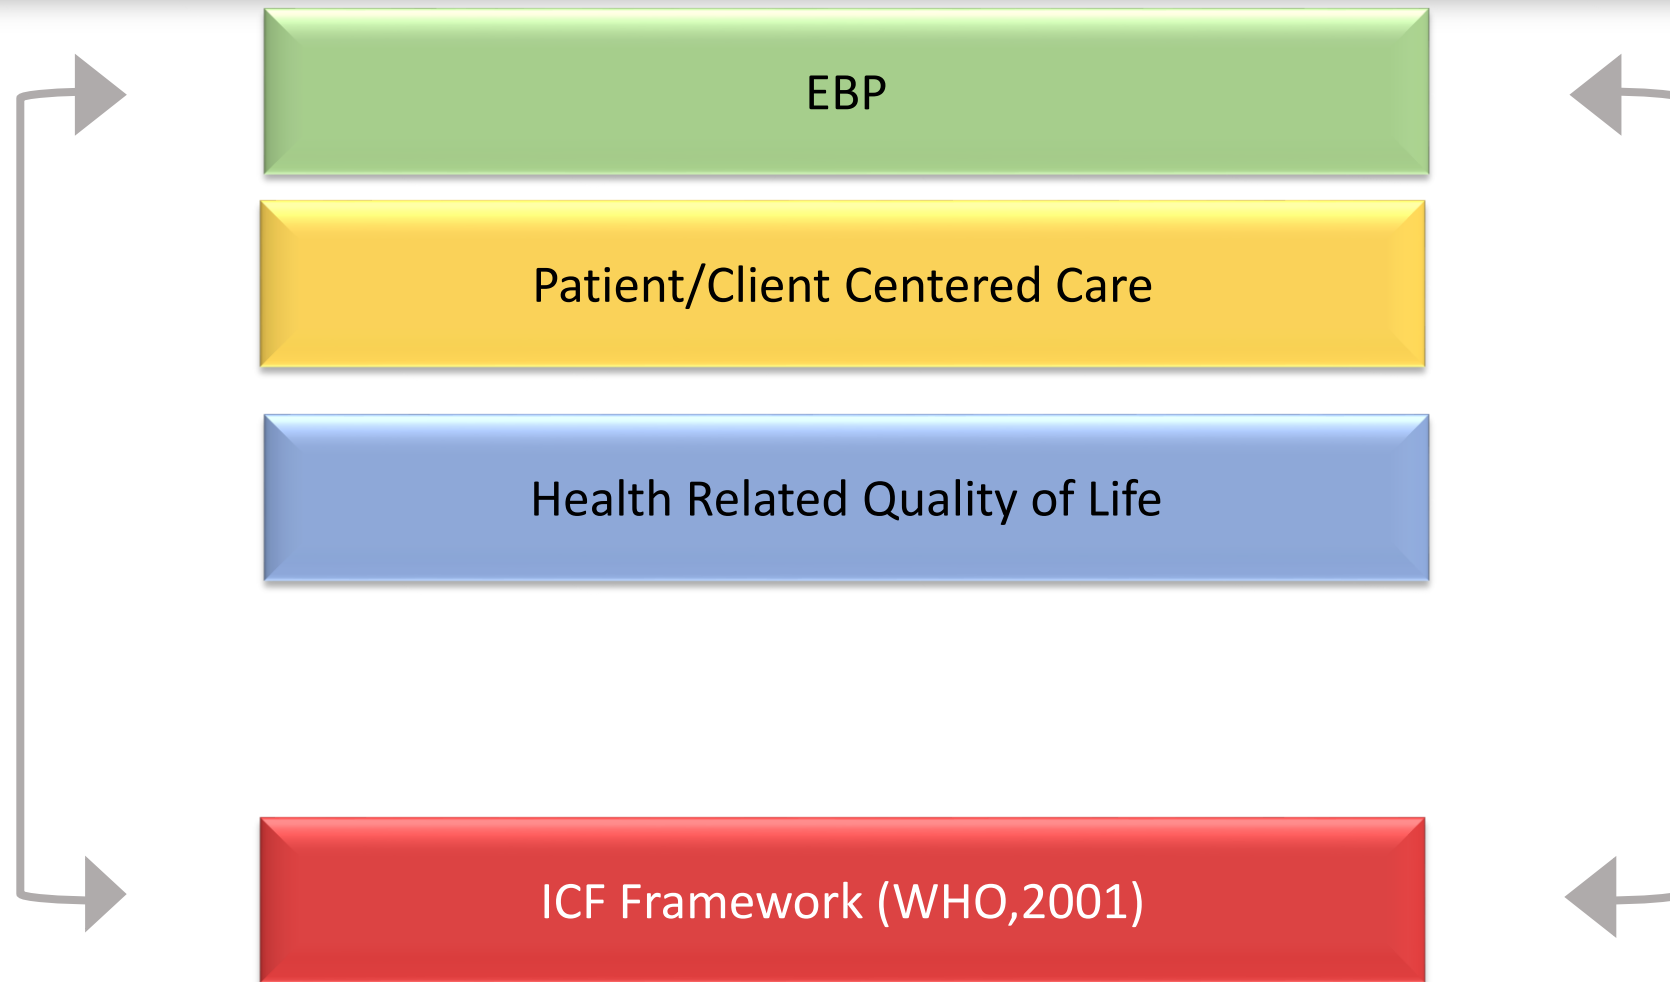 EBP
Patient/Client Centered Care
Health Related Quality of Life
ICF Framework (WHO,2001)